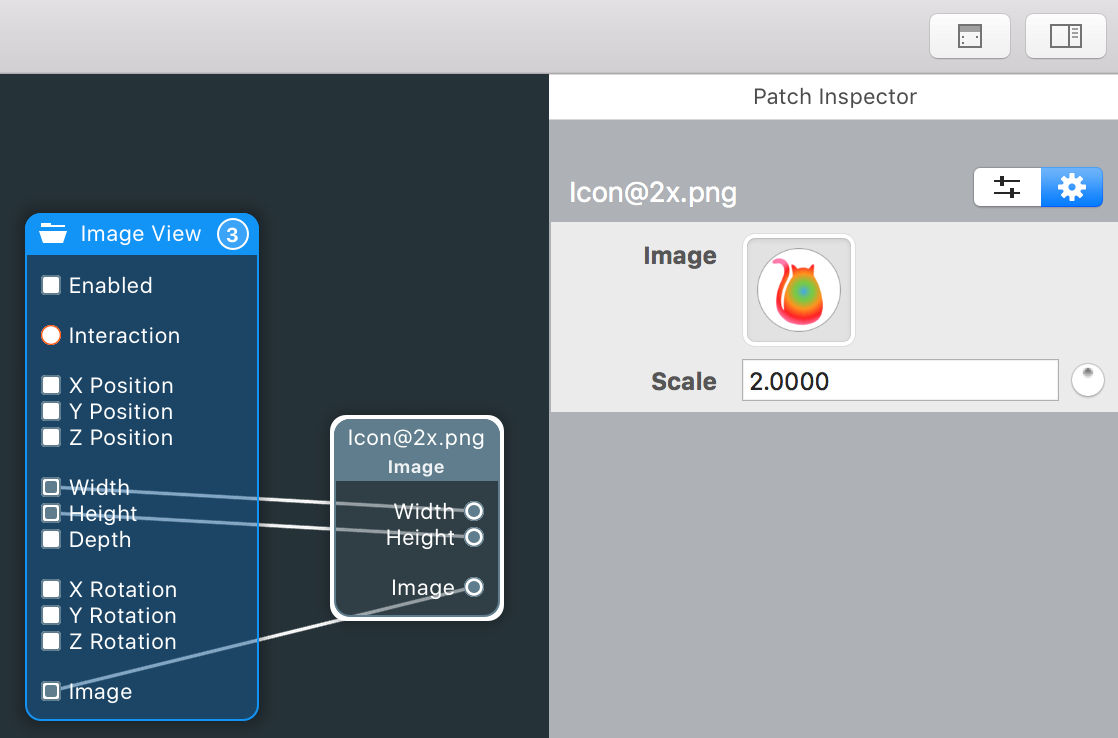 Patch Inspector
Icon@2x.png
Image
Scale
2.0000
Image View
3
Enabled
Interaction
X Position
Y Position
Z Position
Width
Height
Depth
X Rotation
Y Rotation
Z Rotation
Image
Icon@2x.png
Image
Width
Height
Image